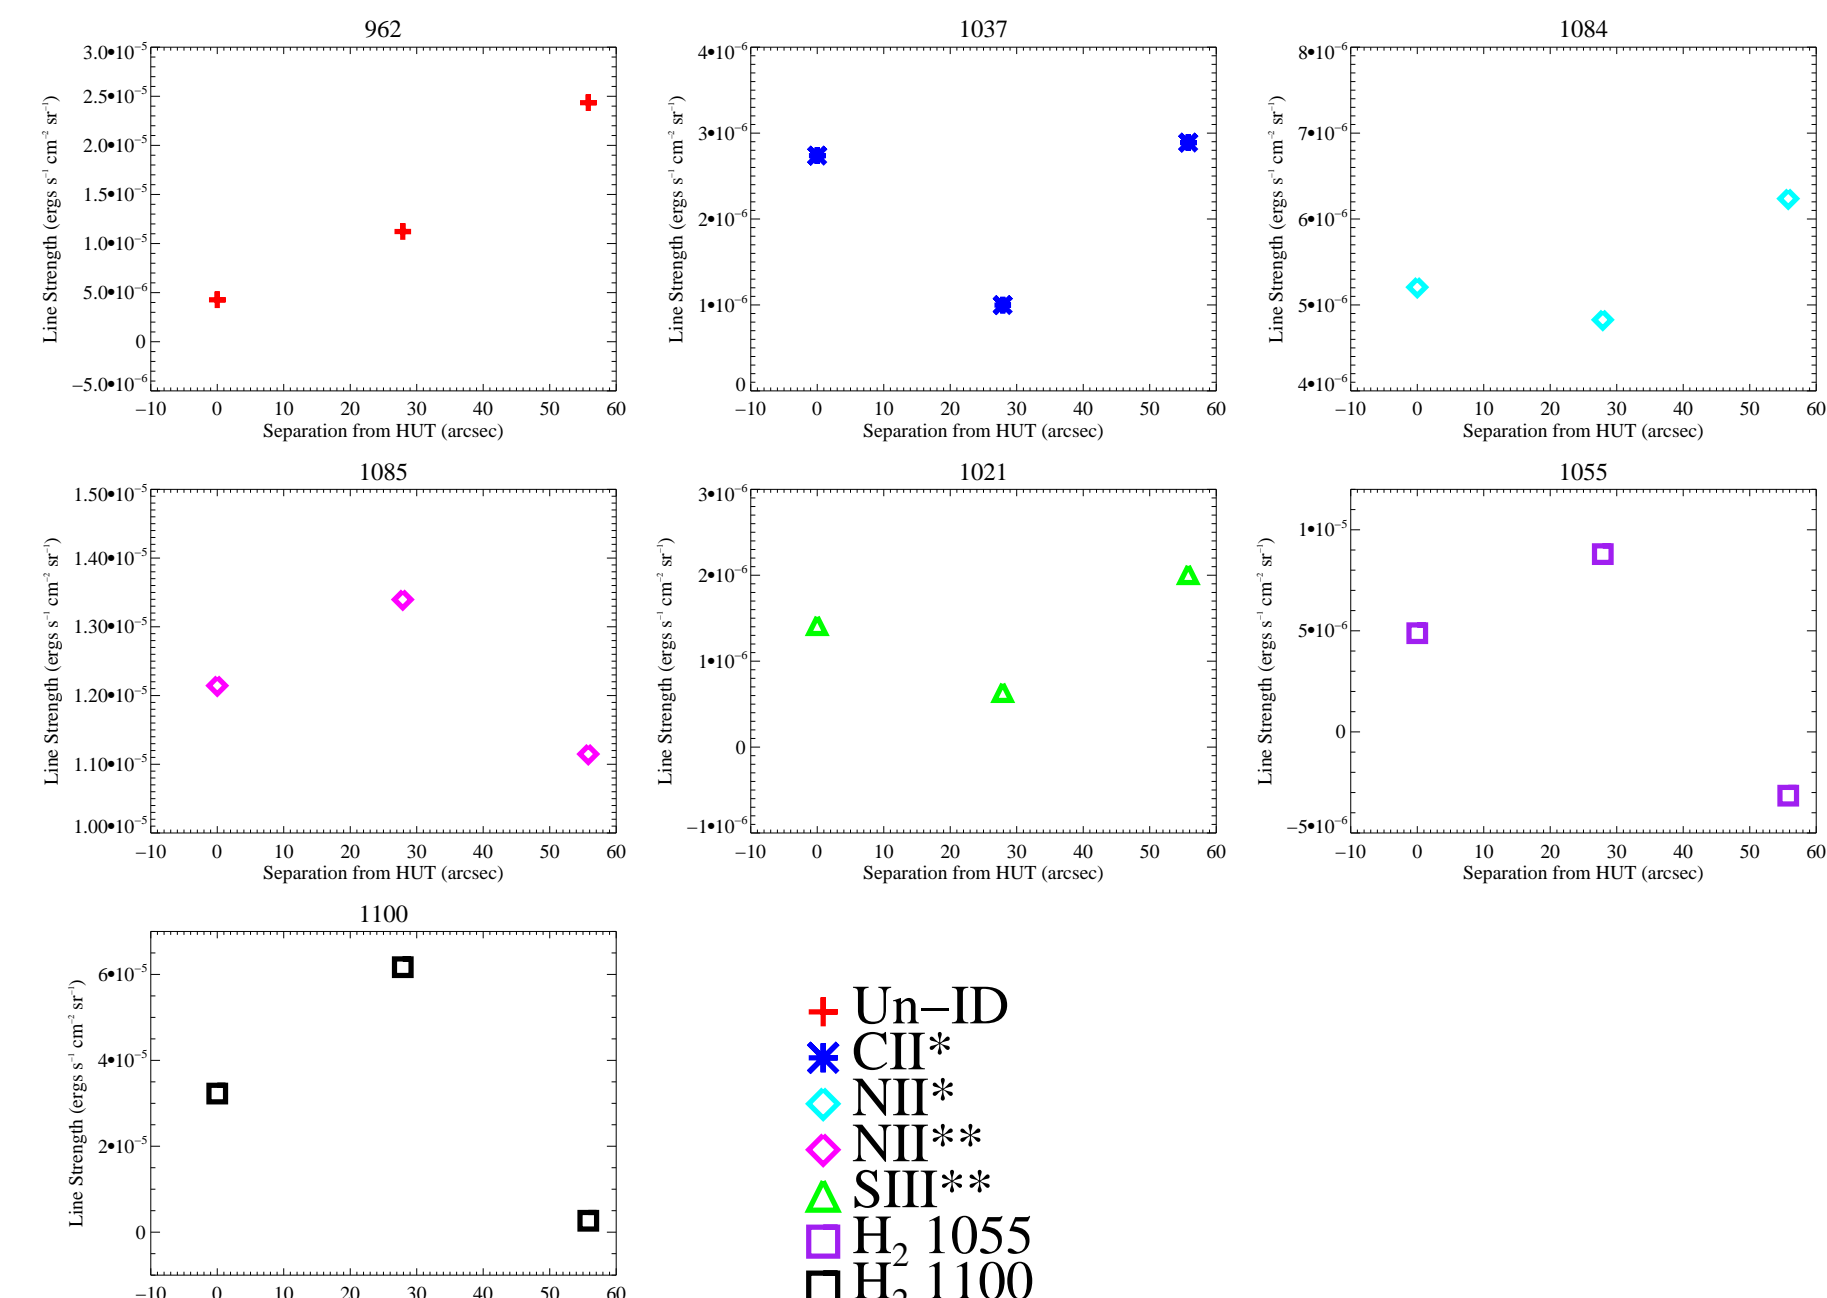 962
3.0•10⁻⁵
2.5•10⁻⁵
2.0•10⁻⁵
1.5•10⁻⁵
1.0•10⁻⁵
5.0•10⁻⁶
0
−5.0•10⁻⁶
Line Strength (ergs s⁻¹ cm⁻² sr⁻¹)
−10 0 10 20 30 40 50 60
Separation from HUT (arcsec)
1037
4•10⁻⁶
3•10⁻⁶
2•10⁻⁶
1•10⁻⁶
0
Line Strength (ergs s⁻¹ cm⁻² sr⁻¹)
−10 0 10 20 30 40 50 60
Separation from HUT (arcsec)
1084
8•10⁻⁶
7•10⁻⁶
6•10⁻⁶
5•10⁻⁶
4•10⁻⁶
Line Strength (ergs s⁻¹ cm⁻² sr⁻¹)
−10 0 10 20 30 40 50 60
Separation from HUT (arcsec)
1085
1.50•10⁻⁵
1.40•10⁻⁵
1.30•10⁻⁵
1.20•10⁻⁵
1.10•10⁻⁵
1.00•10⁻⁵
Line Strength (ergs s⁻¹ cm⁻² sr⁻¹)
−10 0 10 20 30 40 50 60
Separation from HUT (arcsec)
1021
3•10⁻⁶
2•10⁻⁶
1•10⁻⁶
0
−1•10⁻⁶
Line Strength (ergs s⁻¹ cm⁻² sr⁻¹)
−10 0 10 20 30 40 50 60
Separation from HUT (arcsec)
1055
1•10⁻⁵
5•10⁻⁶
0
−5•10⁻⁶
Line Strength (ergs s⁻¹ cm⁻² sr⁻¹)
−10 0 10 20 30 40 50 60
Separation from HUT (arcsec)
1100
6•10⁻⁵
4•10⁻⁵
2•10⁻⁵
0
Line Strength (ergs s⁻¹ cm⁻² sr⁻¹)
−10 0 10 20 30 40 50 60
Un−ID
CII*
NII*
NII**
SIII**
H₂ 1055
H₂ 1100